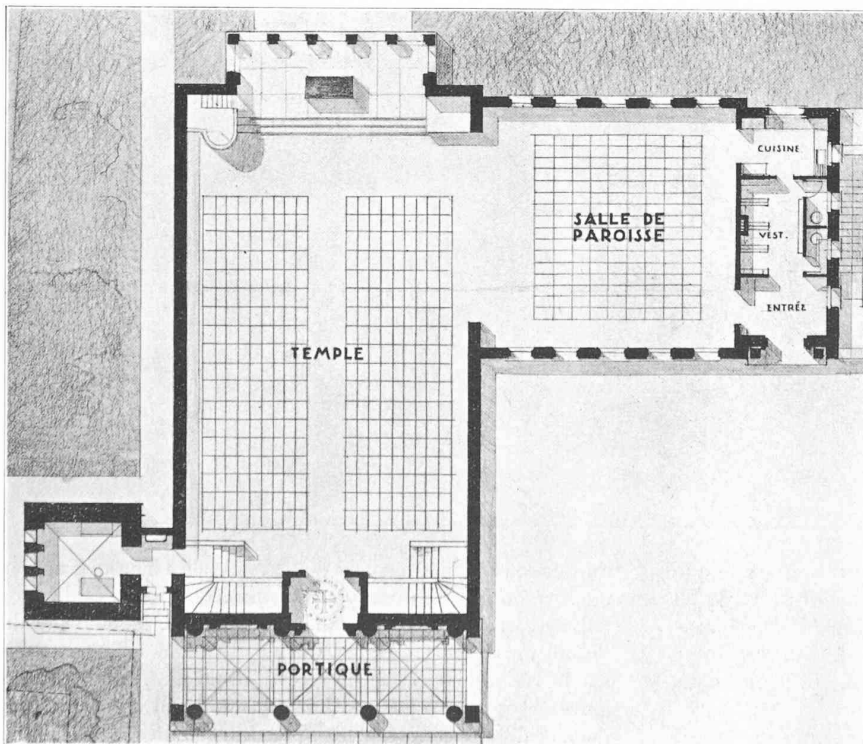 CUISINE
SALLE DE
PAROISSE
VEST.
ENTRÉE
TEMPLE
PORTIQUE